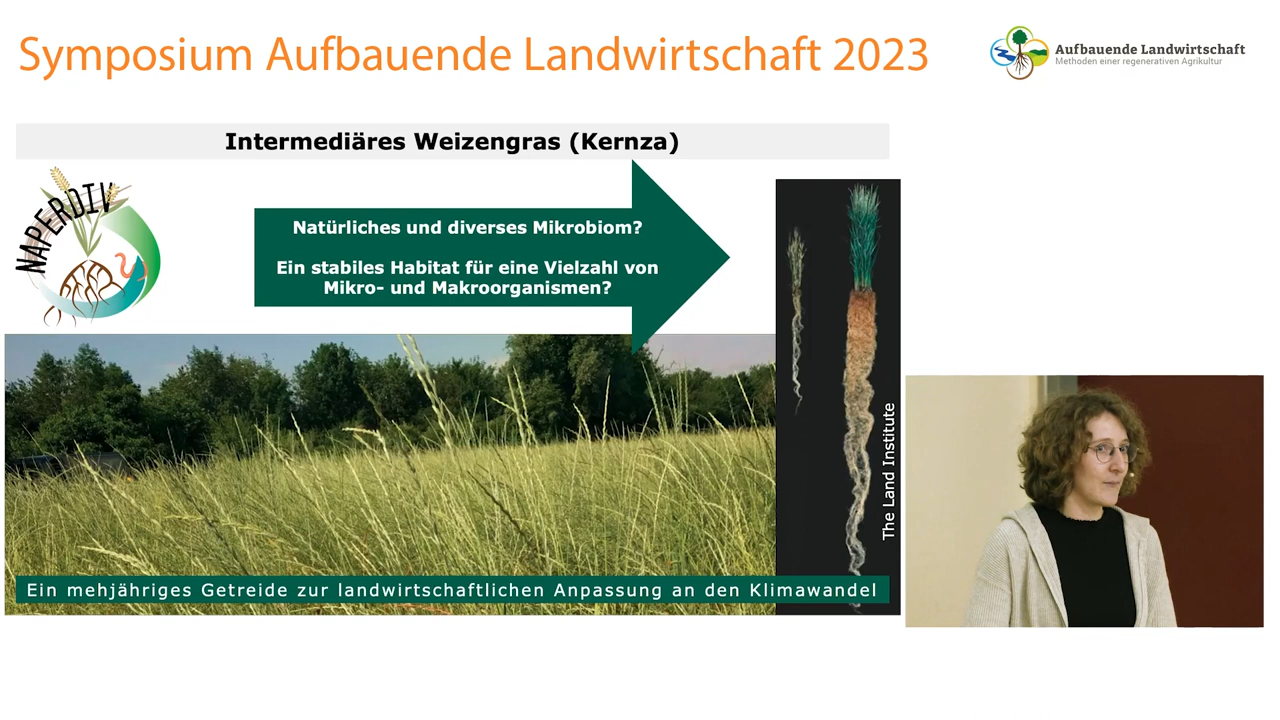 Symposium Aufbauende Landwirtschaft 2023
Aufbauende Landwirtschaft
Methoden einer regenerativen Agrikultur
Intermediäres Weizengras (Kernza)
NAPERDIV
Natürliches und diverses Mikrobiom?
Ein stabiles Habitat für eine Vielzahl von
Mikro- und Makroorganismen?
The Land Institute
Ein mehjähriges Getreide zur landwirtschaftlichen Anpassung an den Klimawandel